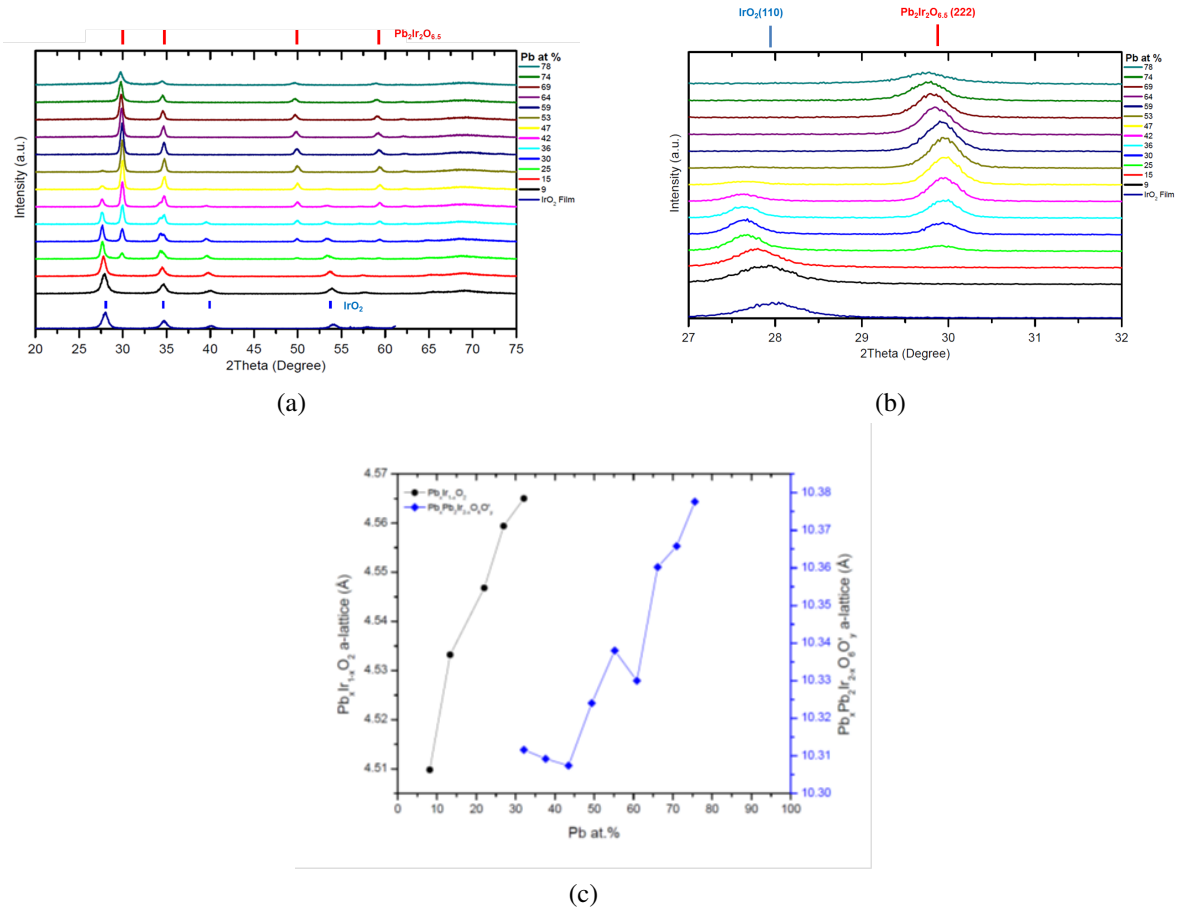 Pb₂Ir₂O₆.₅
Pb at %
78
74
69
64
59
53
47
42
36
30
25
15
9
IrO₂ Film
Intensity (a.u.)
IrO₂
20 25 30 35 40 45 50 55 60 65 70 75
2Theta (Degree)
(a)
IrO₂(110)
Pb₂Ir₂O₆.₅ (222)
Pb at %
78
74
69
64
59
53
47
42
36
30
25
15
9
IrO₂ Film
Intensity (a.u.)
27 28 29 30 31 32
2Theta (Degree)
(b)
PbₓIr₁₋ₓO₂
PbₓPb₂Ir₂₋ₓO₆O'ᵧ
4.57
4.56
4.55
4.54
4.53
4.52
4.51
PbₓIr₁₋ₓO₂ a-lattice (Å)
10.38
10.37
10.36
10.35
10.34
10.33
10.32
10.31
10.30
PbₓPb₂Ir₂₋ₓO₆O'ᵧ a-lattice (Å)
0 10 20 30 40 50 60 70 80 90 100
Pb at.%
(c)